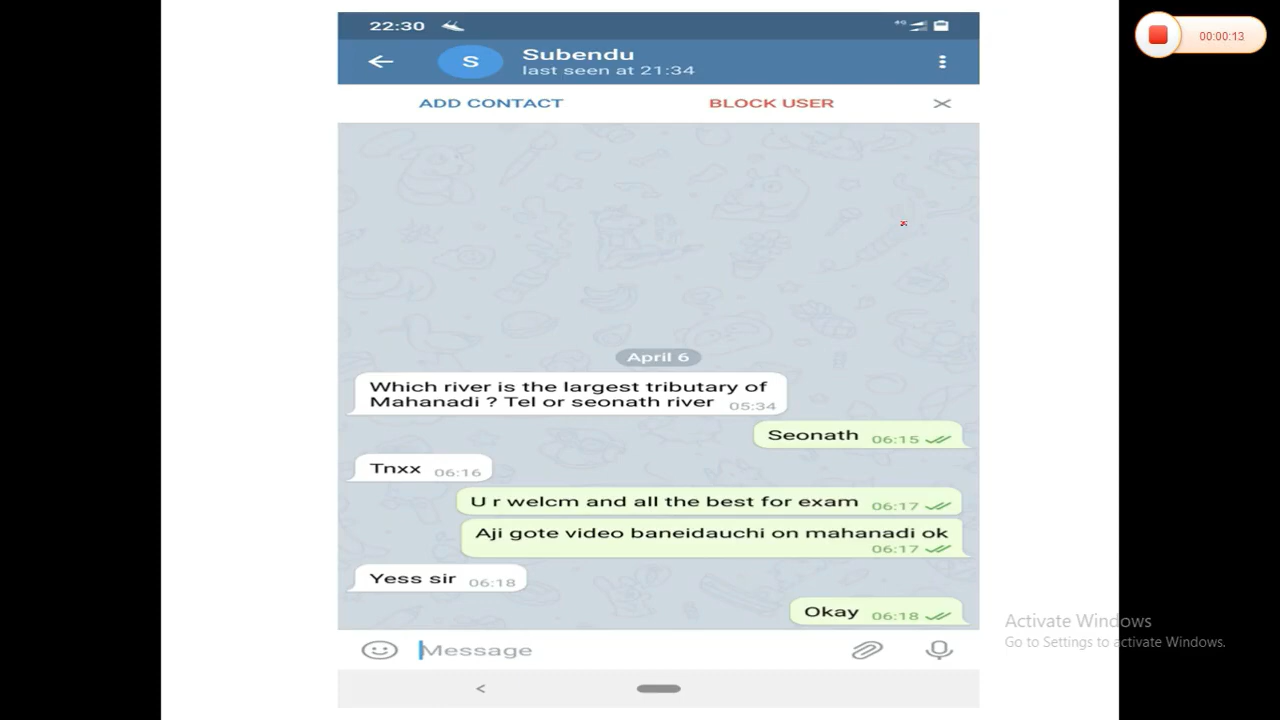 22:30
4G
S
Subendu
last seen at 21:34
ADD CONTACT
BLOCK USER
April 6
Which river is the largest tributary of
Mahanadi ? Tel or seonath river 05:34
Seonath 06:15
Tnxx 06:16
U r welcm and all the best for exam 06:17
Aji gote video baneidauchi on mahanadi ok
06:17
Yess sir 06:18
Okay 06:18
Message
00:00:13
Activate Windows
Go to Settings to activate Windows.